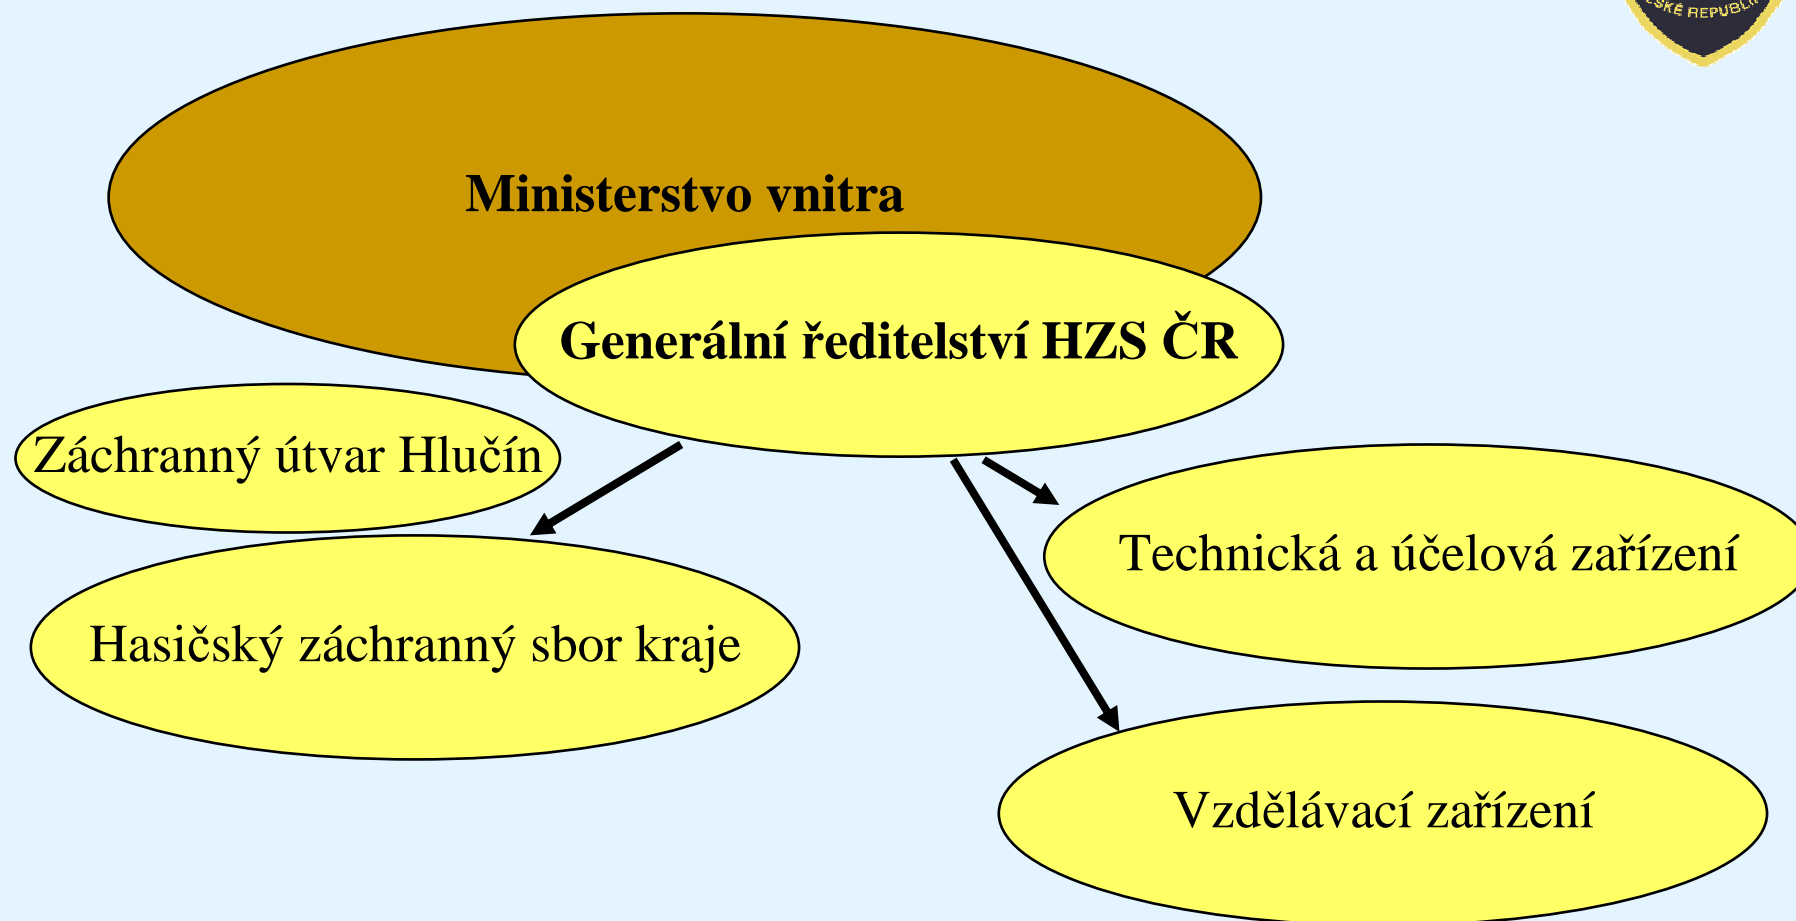 Ministerstvo vnitra
Generální ředitelství HZS ČR
Záchranný útvar Hlučín
Technická a účelová zařízení
Hasičský záchranný sbor kraje
Vzdělávací zařízení